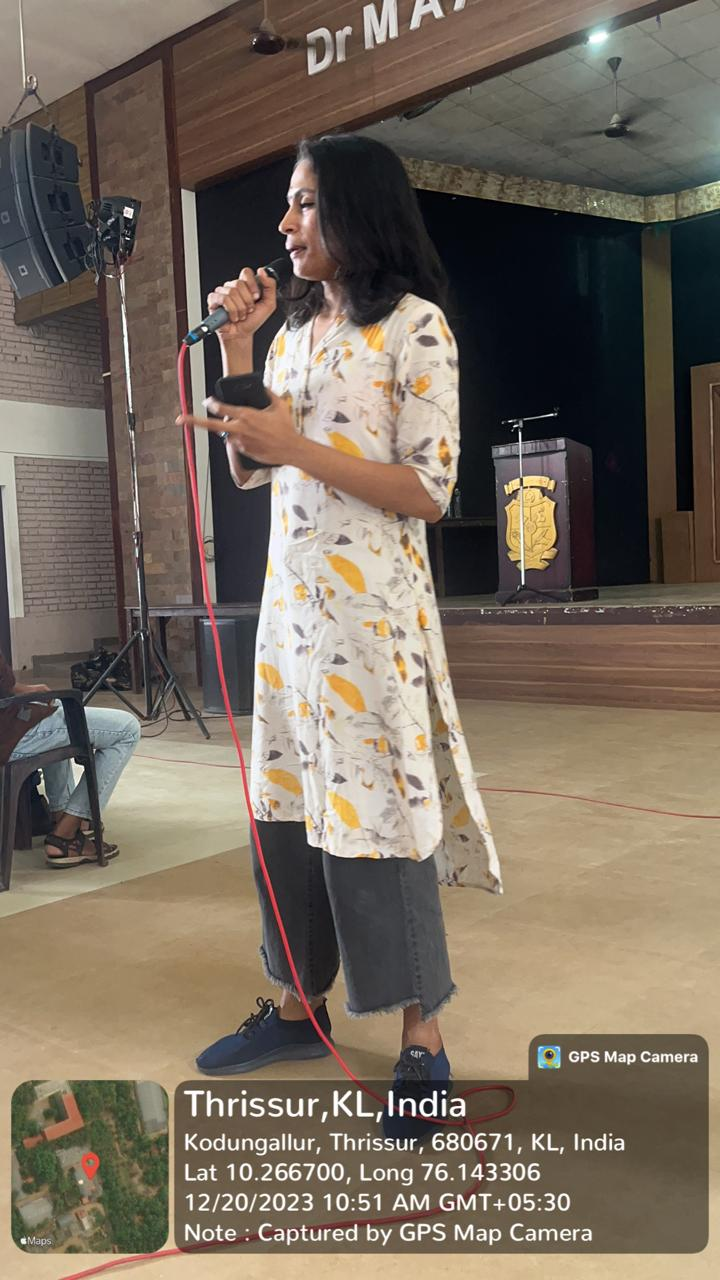 Dr M A
GPS Map Camera
Thrissur,KL,India
Kodungallur, Thrissur, 680671, KL, India
Lat 10.266700, Long 76.143306
12/20/2023 10:51 AM GMT+05:30
Note : Captured by GPS Map Camera
Maps